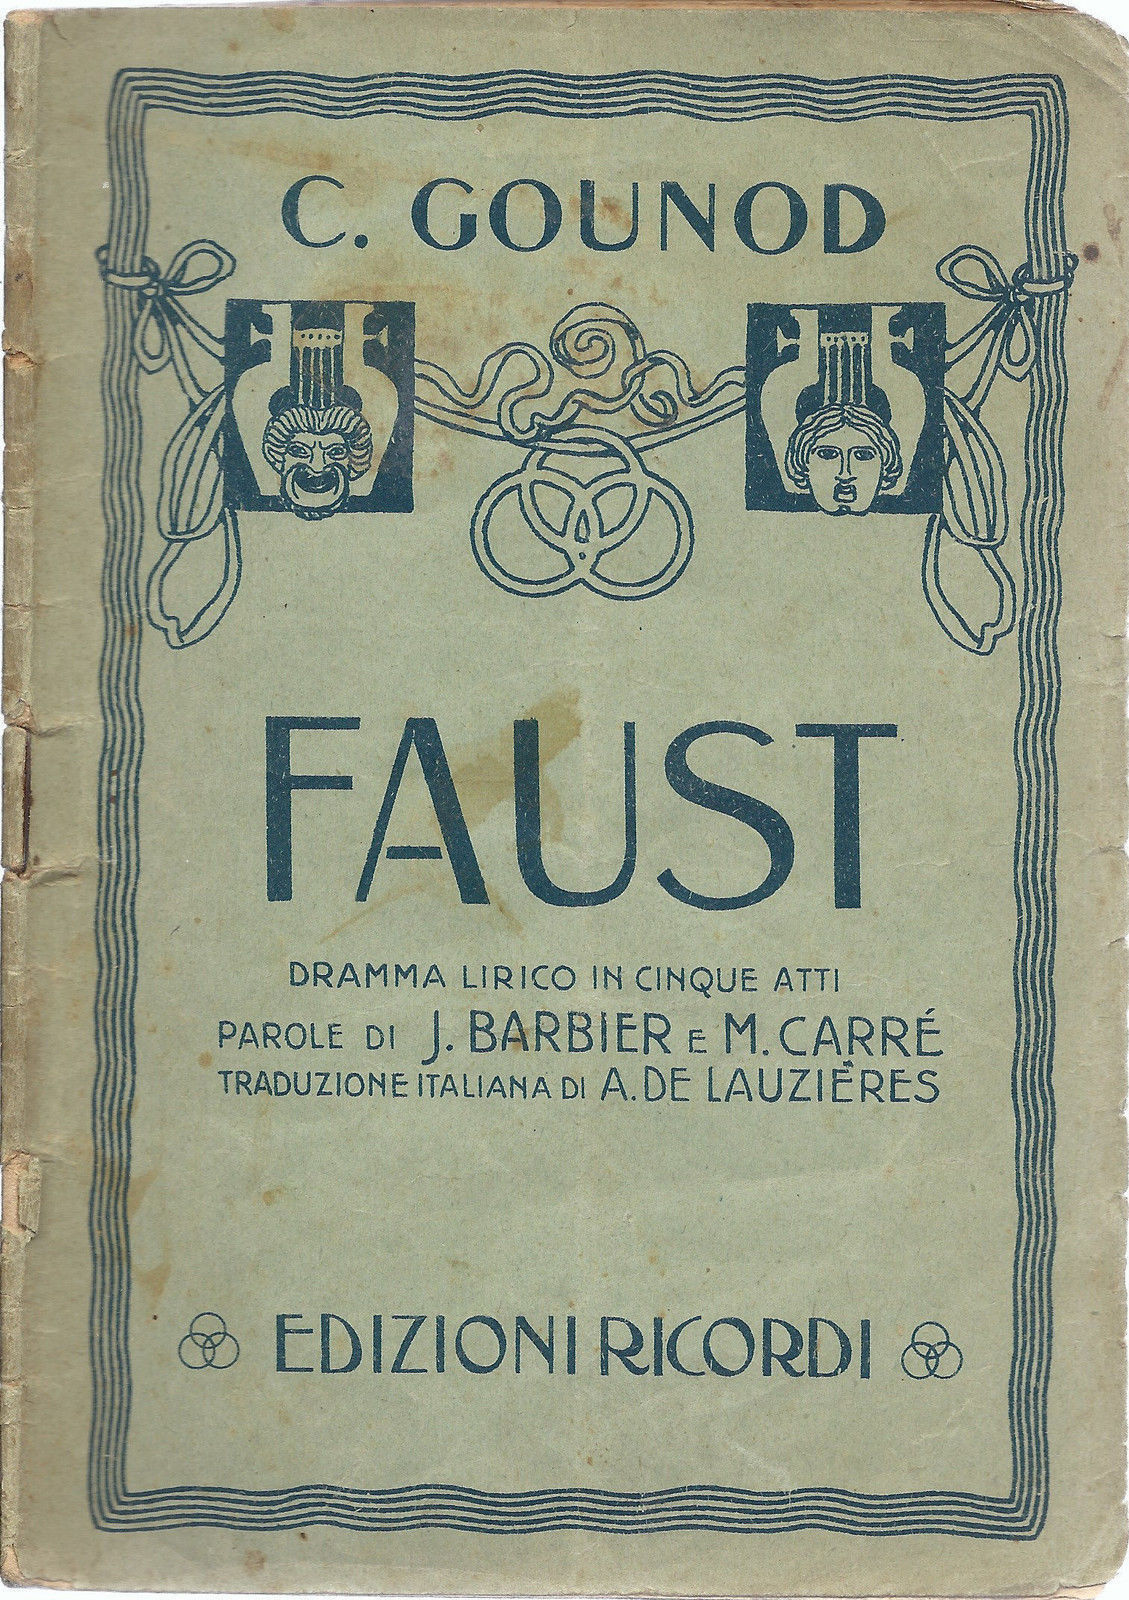 C. GOUNOD
FAUST
DRAMMA LIRICO IN CINQUE ATTI
PAROLE DI J. BARBIER E M. CARRÉ
TRADUZIONE ITALIANA DI A. DE LAUZIÈRES
EDIZIONI RICORDI